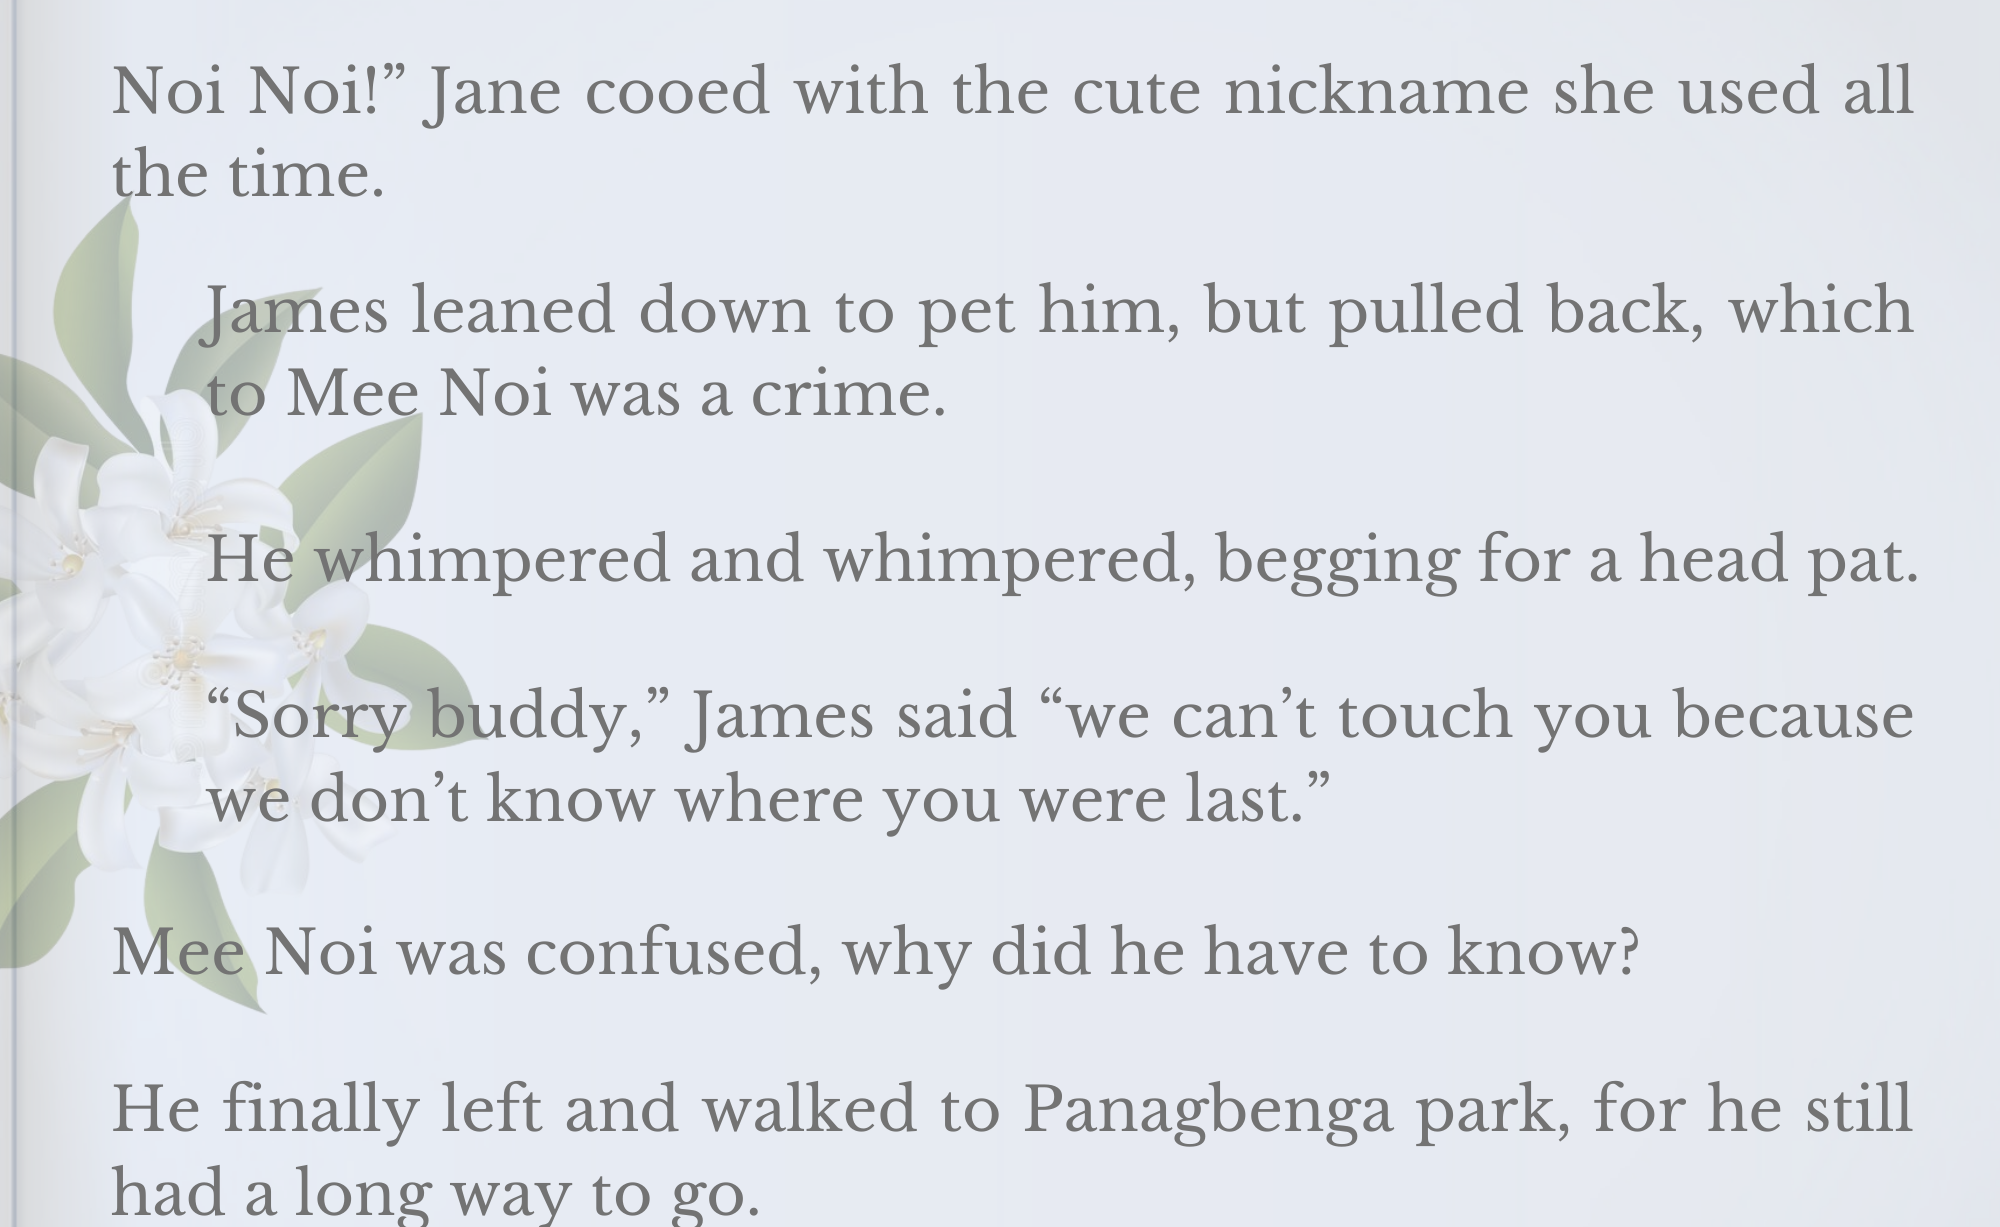 Noi Noi!” Jane cooed with the cute nickname she used all
the time.
James leaned down to pet him, but pulled back, which
to Mee Noi was a crime.
He whimpered and whimpered, begging for a head pat.
“Sorry buddy,” James said “we can’t touch you because
we don’t know where you were last.”
Mee Noi was confused, why did he have to know?
He finally left and walked to Panagbenga park, for he still
had a long way to go.